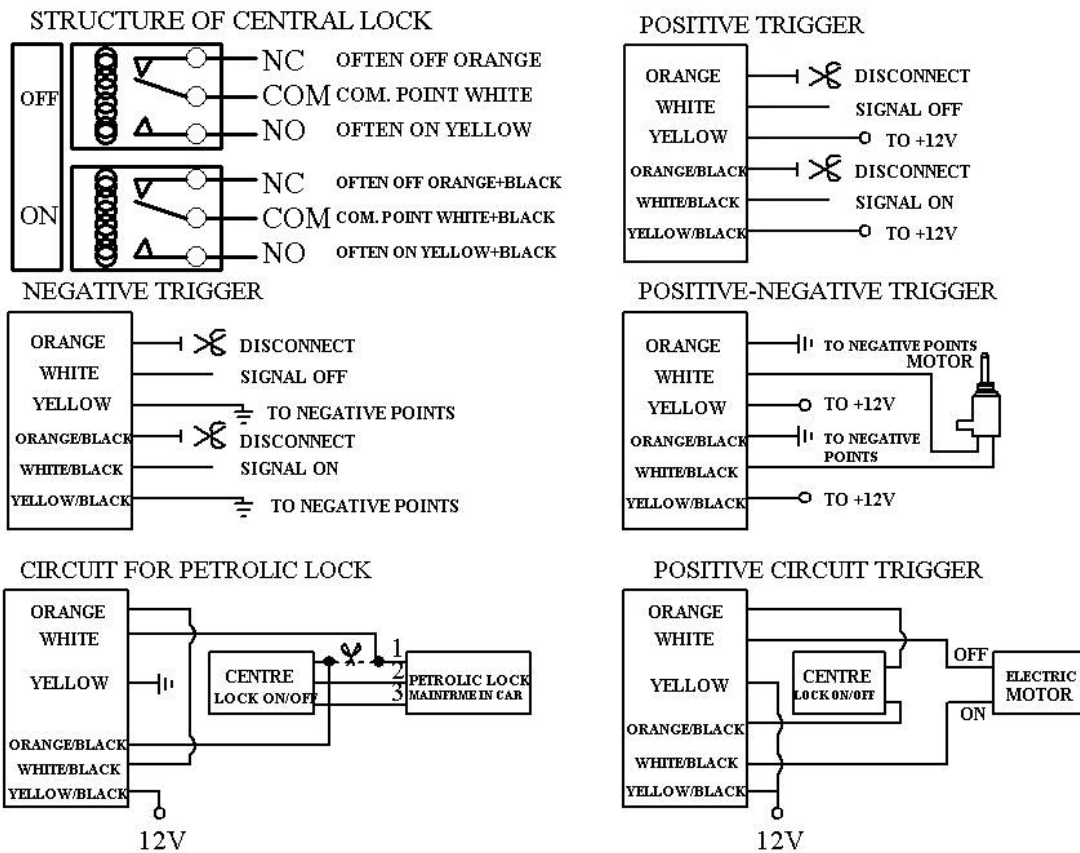 STRUCTURE OF CENTRAL LOCK
OFF
NC OFTEN OFF ORANGE
COM COM. POINT WHITE
NO OFTEN ON YELLOW
ON
NC OFTEN OFF ORANGE+BLACK
COM COM. POINT WHITE+BLACK
NO OFTEN ON YELLOW+BLACK
POSITIVE TRIGGER
ORANGE DISCONNECT
WHITE SIGNAL OFF
YELLOW TO +12V
ORANGE/BLACK DISCONNECT
WHITE/BLACK SIGNAL ON
YELLOW/BLACK TO +12V
NEGATIVE TRIGGER
ORANGE DISCONNECT
WHITE SIGNAL OFF
YELLOW TO NEGATIVE POINTS
ORANGE/BLACK DISCONNECT
WHITE/BLACK SIGNAL ON
YELLOW/BLACK TO NEGATIVE POINTS
POSITIVE-NEGATIVE TRIGGER
ORANGE TO NEGATIVE POINTS
MOTOR
WHITE
YELLOW TO +12V
ORANGE/BLACK TO NEGATIVE
POINTS
WHITE/BLACK
YELLOW/BLACK TO +12V
CIRCUIT FOR PETROLIC LOCK
ORANGE
WHITE
YELLOW
ORANGE/BLACK
WHITE/BLACK
YELLOW/BLACK
12V
CENTRE
LOCK ON/OFF
1
2
3
PETROLIC LOCK
MAINFRME IN CAR
POSITIVE CIRCUIT TRIGGER
ORANGE
WHITE
YELLOW
ORANGE/BLACK
WHITE/BLACK
YELLOW/BLACK
12V
CENTRE
LOCK ON/OFF
OFF
ON
ELECTRIC
MOTOR